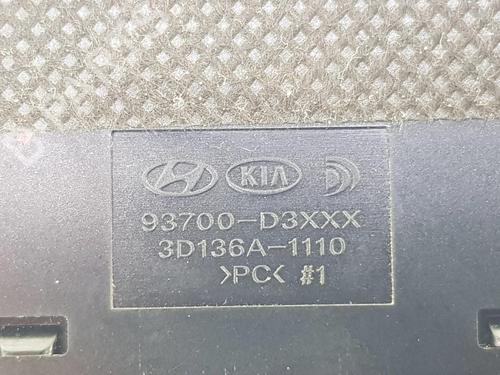 KIA
93700-D3XXX
3D136A-1110
>PC< #1